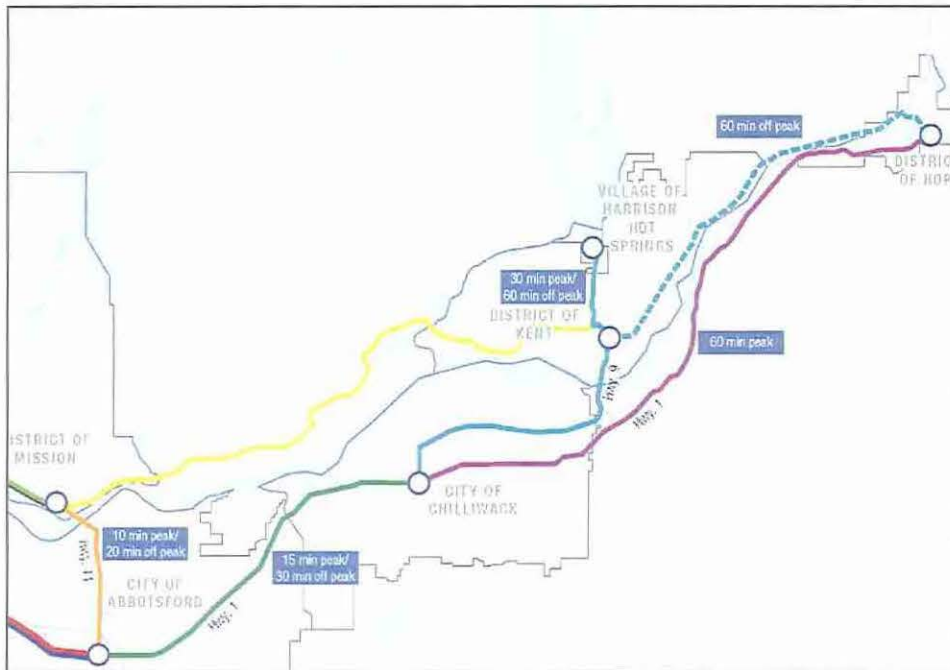 60 min off peak
DISTRICT
OF HOP
VILLAGE OF
HARRISON
HOT
SPRINGS
30 min peak/
60 min off peak
DISTRICT OF
KENT
60 min peak
Hwy. 9
Hwy. 1
ISTRICT OF
MISSION
CITY OF
CHILLIWACK
10 min peak/
20 min off peak
Hwy. 11
15 min peak/
30 min off peak
CITY OF
ABBOTSFORD
Hwy. 1